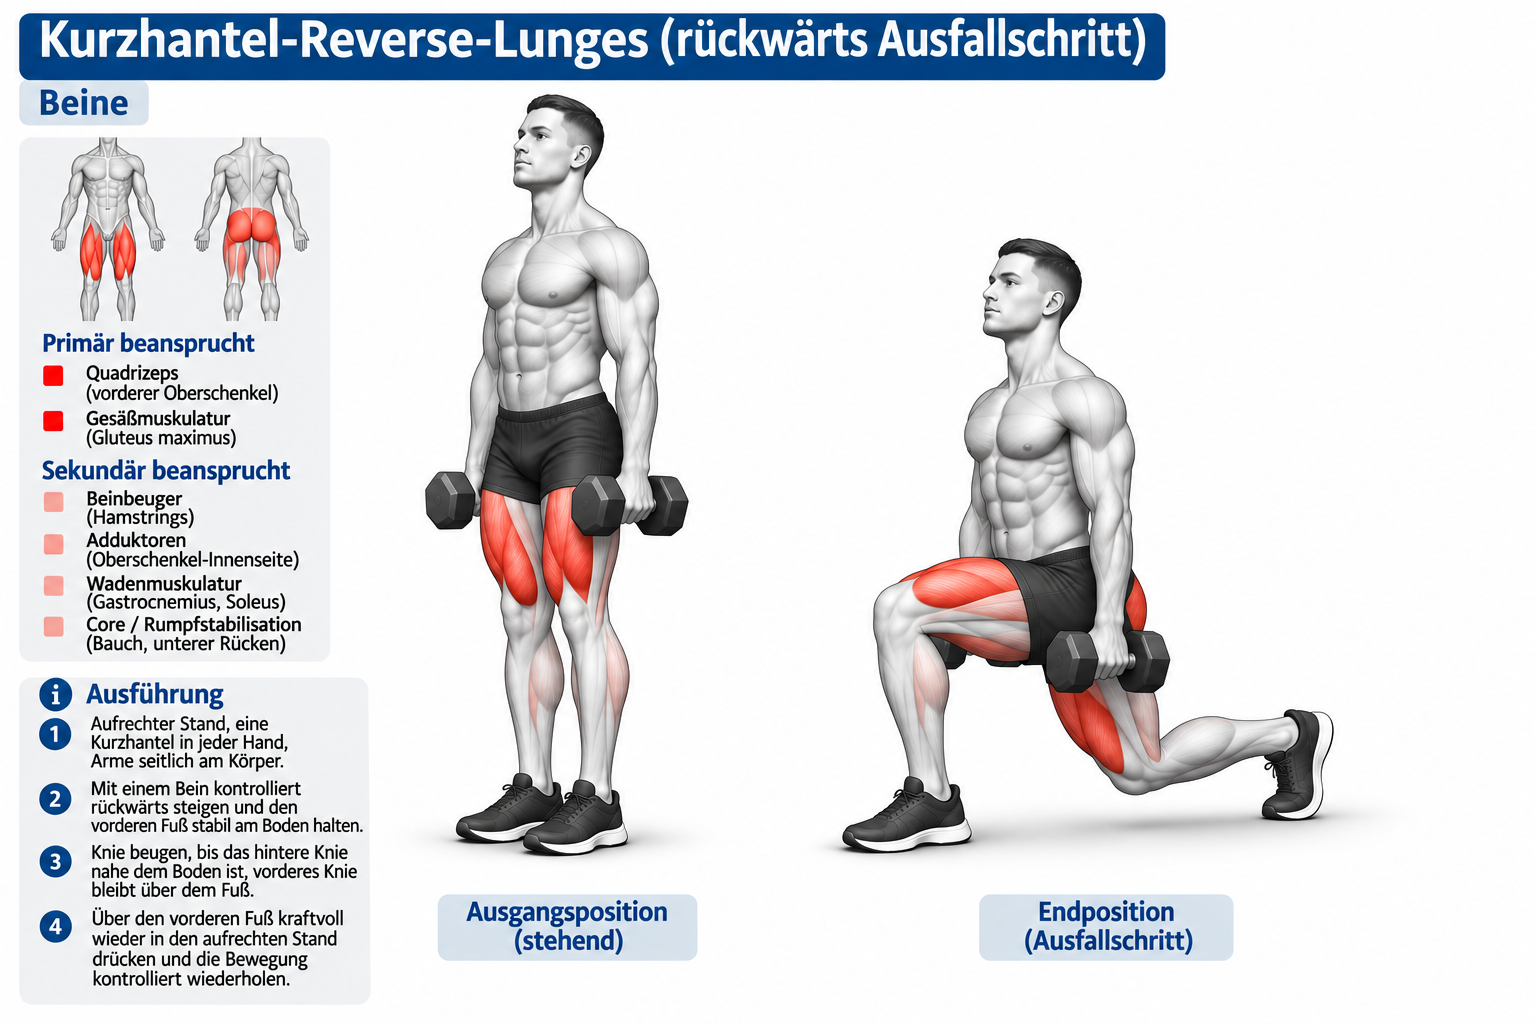 Kurzhantel-Reverse-Lunges (rückwärts Ausfallschritt)
Beine
Primär beansprucht
Quadrizeps
(vorderer Oberschenkel)
Gesäßmuskulatur
(Gluteus maximus)
Sekundär beansprucht
Beinbeuger
(Hamstrings)
Adduktoren
(Oberschenkel-Innenseite)
Wadenmuskulatur
(Gastrocnemius, Soleus)
Core / Rumpfstabilisation
(Bauch, unterer Rücken)
i Ausführung
1 Aufrechter Stand, eine
Kurzhantel in jeder Hand,
Arme seitlich am Körper.
2 Mit einem Bein kontrolliert
rückwärts steigen und den
vorderen Fuß stabil am Boden halten.
3 Knie beugen, bis das hintere Knie
nahe dem Boden ist, vorderes Knie
bleibt über dem Fuß.
4 Über den vorderen Fuß kraftvoll
wieder in den aufrechten Stand
drücken und die Bewegung
kontrolliert wiederholen.
Ausgangsposition
(stehend)
Endposition
(Ausfallschritt)